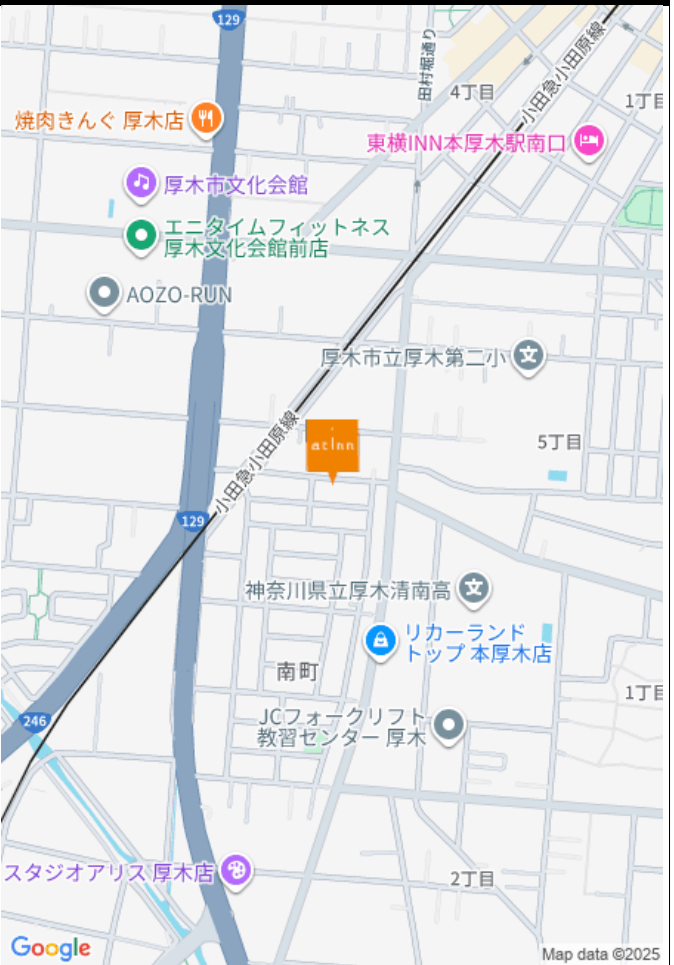 129
田村堀通り
小田急小田原線
4丁目
1丁目
焼肉きんぐ 厚木店
東横INN本厚木駅南口
厚木市文化会館
エニタイムフィットネス
厚木文化会館前店
AOZO-RUN
厚木市立厚木第二小
文
小田急小田原線
atInn
5丁目
129
神奈川県立厚木清南高
文
リカーランド
トップ 本厚木店
南町
1丁目
246
JCフォークリフト
教習センター 厚木
スタジオアリス 厚木店
2丁目
Google
Map data ©2025